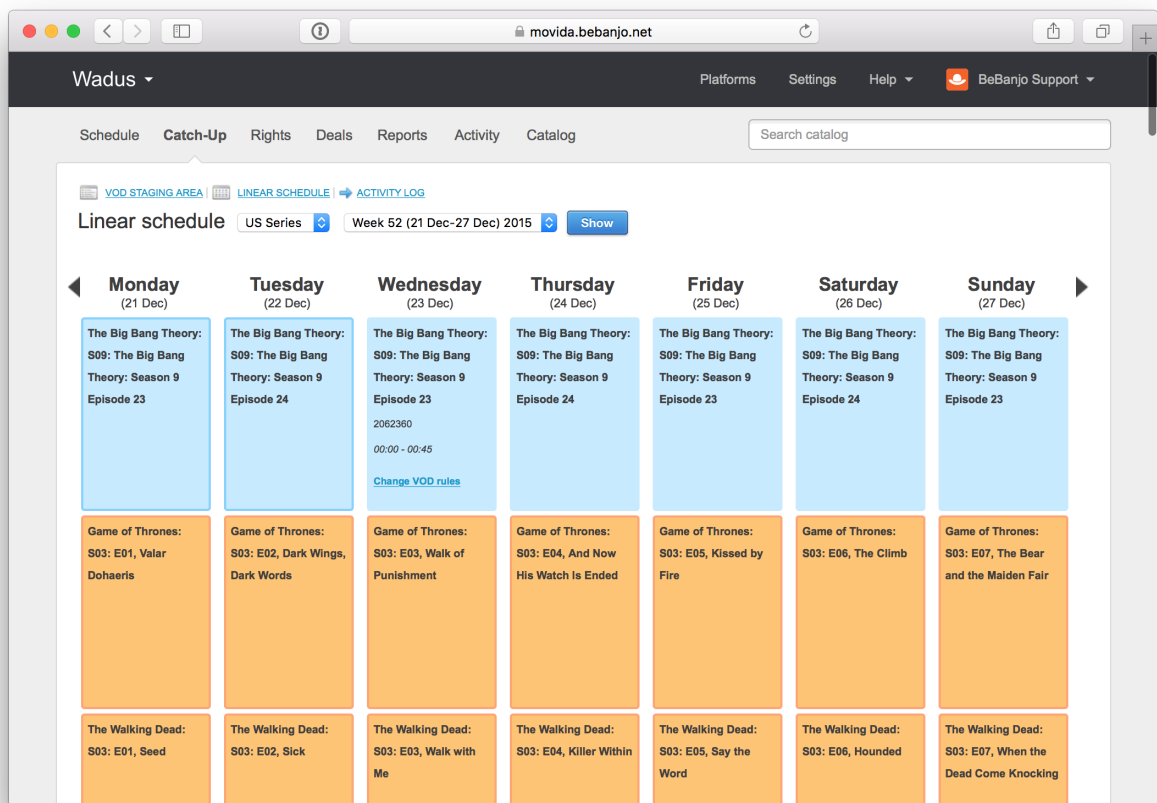 movida.bebanjo.net
Wadus
Platforms
Settings
Help
BeBanjo Support
Schedule
Catch-Up
Rights
Deals
Reports
Activity
Catalog
Search catalog
VOD STAGING AREA | LINEAR SCHEDULE | ACTIVITY LOG
Linear schedule
US Series
Week 52 (21 Dec-27 Dec) 2015
Show
Monday
(21 Dec)
Tuesday
(22 Dec)
Wednesday
(23 Dec)
Thursday
(24 Dec)
Friday
(25 Dec)
Saturday
(26 Dec)
Sunday
(27 Dec)
The Big Bang Theory:
S09: The Big Bang
Theory: Season 9
Episode 23
The Big Bang Theory:
S09: The Big Bang
Theory: Season 9
Episode 24
The Big Bang Theory:
S09: The Big Bang
Theory: Season 9
Episode 23
2062360
00:00 - 00:45
Change VOD rules
The Big Bang Theory:
S09: The Big Bang
Theory: Season 9
Episode 24
The Big Bang Theory:
S09: The Big Bang
Theory: Season 9
Episode 23
The Big Bang Theory:
S09: The Big Bang
Theory: Season 9
Episode 24
The Big Bang Theory:
S09: The Big Bang
Theory: Season 9
Episode 23
Game of Thrones:
S03: E01, Valar
Dohaeris
Game of Thrones:
S03: E02, Dark Wings,
Dark Words
Game of Thrones:
S03: E03, Walk of
Punishment
Game of Thrones:
S03: E04, And Now
His Watch Is Ended
Game of Thrones:
S03: E05, Kissed by
Fire
Game of Thrones:
S03: E06, The Climb
Game of Thrones:
S03: E07, The Bear
and the Maiden Fair
The Walking Dead:
S03: E01, Seed
The Walking Dead:
S03: E02, Sick
The Walking Dead:
S03: E03, Walk with
Me
The Walking Dead:
S03: E04, Killer Within
The Walking Dead:
S03: E05, Say the
Word
The Walking Dead:
S03: E06, Hounded
The Walking Dead:
S03: E07, When the
Dead Come Knocking